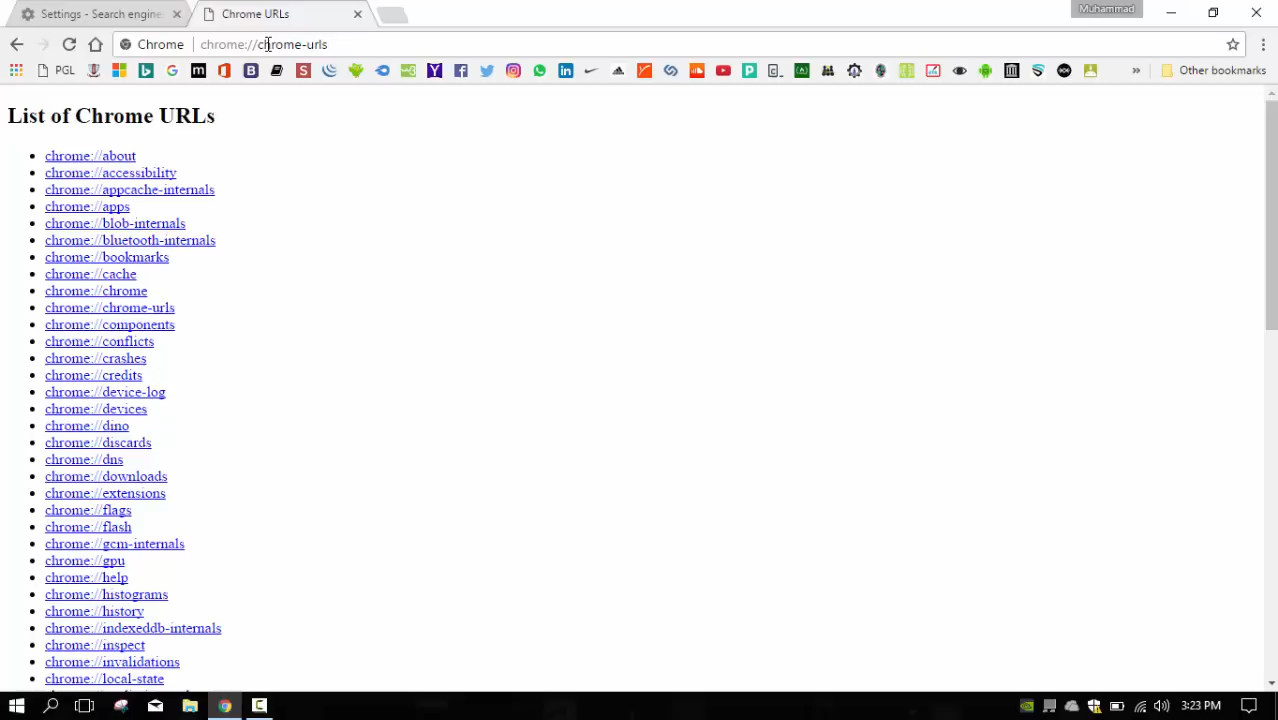 Settings - Search engine
Chrome URLs
Muhammad
Chrome
chrome://chrome-urls
PGL
Other bookmarks
List of Chrome URLs
chrome://about
chrome://accessibility
chrome://appcache-internals
chrome://apps
chrome://blob-internals
chrome://bluetooth-internals
chrome://bookmarks
chrome://cache
chrome://chrome
chrome://chrome-urls
chrome://components
chrome://conflicts
chrome://crashes
chrome://credits
chrome://device-log
chrome://devices
chrome://dino
chrome://discards
chrome://dns
chrome://downloads
chrome://extensions
chrome://flags
chrome://flash
chrome://gcm-internals
chrome://gpu
chrome://help
chrome://histograms
chrome://history
chrome://indexeddb-internals
chrome://inspect
chrome://invalidations
chrome://local-state
3:23 PM